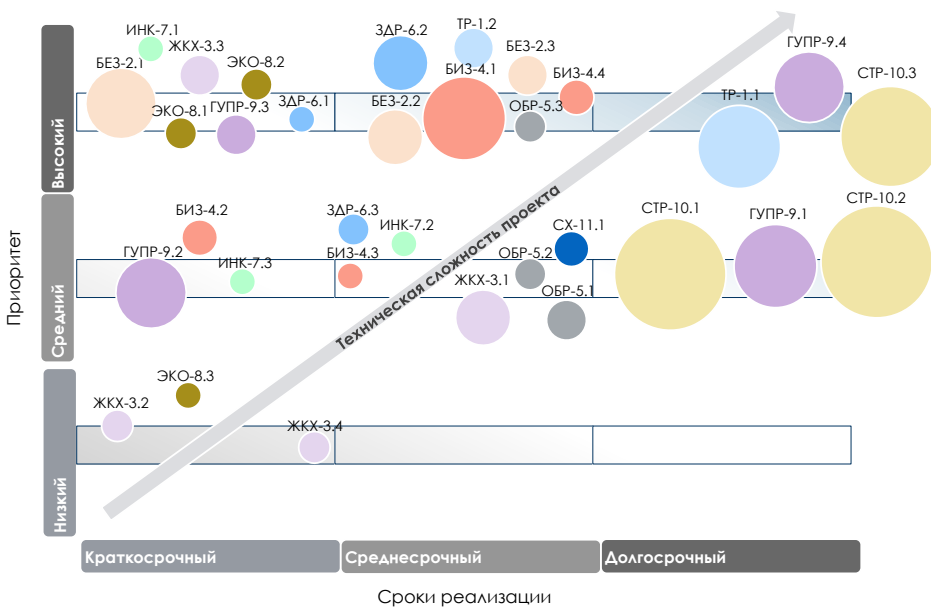 ИНК-7.1
ЖКХ-3.3
БЕЗ-2.1
ЭКО-8.2
ЭКО-8.1
ГУПР-9.3
ЗДР-6.1
ЗДР-6.2
ТР-1.2
БЕЗ-2.3
БИЗ-4.1
БИЗ-4.4
БЕЗ-2.2
ОБР-5.3
ГУПР-9.4
СТР-10.3
ТР-1.1
Высокий
БИЗ-4.2
ГУПР-9.2
ИНК-7.3
ЗДР-6.3
ИНК-7.2
БИЗ-4.3
СХ-11.1
ОБР-5.2
ЖКХ-3.1
ОБР-5.1
СТР-10.1
ГУПР-9.1
СТР-10.2
Средний
Приоритет
Техническая сложность проекта
ЭКО-8.3
ЖКХ-3.2
ЖКХ-3.4
Низкий
Краткосрочный
Среднесрочный
Долгосрочный
Сроки реализации